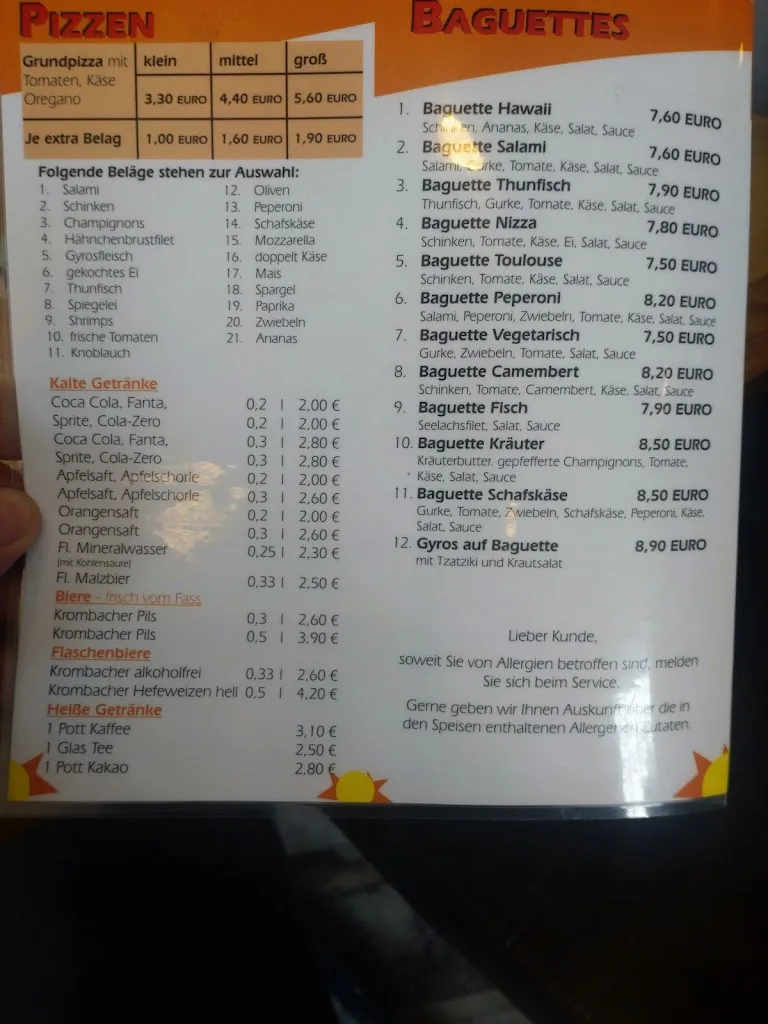 PIZZEN
Grundpizza mit klein mittel groß
Tomaten, Käse
Oregano 3,30 EURO 4,40 EURO 5,60 EURO
Je extra Belag 1,00 EURO 1,60 EURO 1,90 EURO
Folgende Beläge stehen zur Auswahl:
1. Salami
2. Schinken
3. Champignons
4. Hähnchenbrustfilet
5. Gyrosfleisch
6. gekochtes Ei
7. Thunfisch
8. Spiegelei
9. Shrimps
10. frische Tomaten
11. Knoblauch
12. Oliven
13. Peperoni
14. Schafskäse
15. Mozzarella
16. doppelt Käse
17. Mais
18. Spargel
19. Paprika
20. Zwiebeln
21. Ananas
Kalte Getränke
Coca Cola, Fanta, 0,2 l 2,00 €
Sprite, Cola-Zero 0,2 l 2,00 €
Coca Cola, Fanta, 0,3 l 2,80 €
Sprite, Cola-Zero 0,3 l 2,80 €
Apfelsaft, Apfelschorle 0,2 l 2,00 €
Apfelsaft, Apfelschorle 0,3 l 2,60 €
Orangensaft 0,2 l 2,00 €
Orangensaft 0,3 l 2,60 €
Fl. Mineralwasser 0,25 l 2,30 €
(mit Kohlensäure)
Fl. Malzbier 0,33 l 2,50 €
Biere - frisch vom Fass
Krombacher Pils 0,3 l 2,60 €
Krombacher Pils 0,5 l 3,90 €
Flaschenbiere
Krombacher alkoholfrei 0,33 l 2,60 €
Krombacher Hefeweizen hell 0,5 l 4,20 €
Heiße Getränke
1 Pott Kaffee 3,10 €
1 Glas Tee 2,50 €
1 Pott Kakao 2,80 €
BAGUETTES
1. Baguette Hawaii 7,60 EURO
Schinken, Ananas, Käse, Salat, Sauce
2. Baguette Salami 7,60 EURO
Salami, Gurke, Tomate, Käse, Salat, Sauce
3. Baguette Thunfisch 7,90 EURO
Thunfisch, Gurke, Tomate, Käse, Salat, Sauce
4. Baguette Nizza 7,80 EURO
Schinken, Tomate, Käse, Ei, Salat, Sauce
5. Baguette Toulouse 7,50 EURO
Schinken, Tomate, Käse, Salat, Sauce
6. Baguette Peperoni 8,20 EURO
Salami, Peperoni, Zwiebeln, Tomate, Käse, Salat, Sauce
7. Baguette Vegetarisch 7,50 EURO
Gurke, Zwiebeln, Tomate, Salat, Sauce
8. Baguette Camembert 8,20 EURO
Schinken, Tomate, Camembert, Käse, Salat, Sauce
9. Baguette Fisch 7,90 EURO
Seelachsfilet, Salat, Sauce
10. Baguette Kräuter 8,50 EURO
Kräuterbutter, gepfefferte Champignons, Tomate,
Käse, Salat, Sauce
11. Baguette Schafskäse 8,50 EURO
Gurke, Tomate, Zwiebeln, Schafskäse, Peperoni, Käse,
Salat, Sauce
12. Gyros auf Baguette 8,90 EURO
mit Tzatziki und Krautsalat
Lieber Kunde,
soweit Sie von Allergien betroffen sind, melden
Sie sich beim Service.
Gerne geben wir Ihnen Auskunft über die in
den Speisen enthaltenen Allergenen Zutaten.